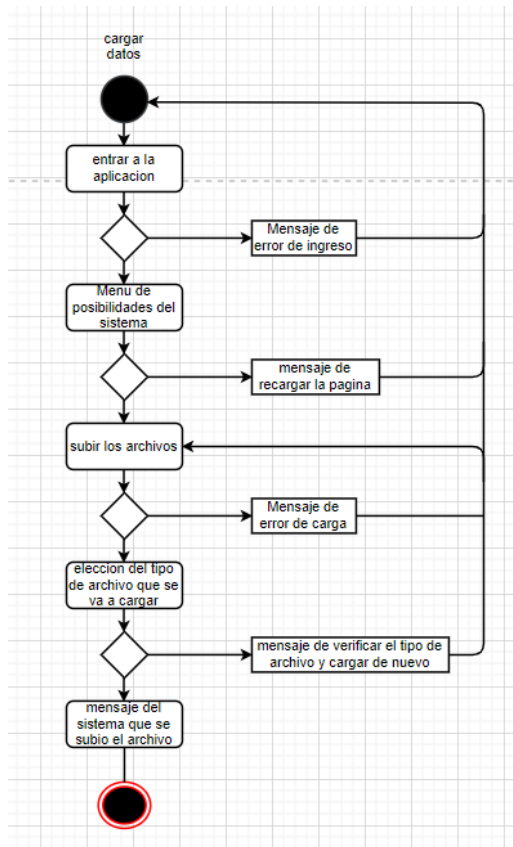 cargar
datos
entrar a la
aplicacion
Mensaje de
error de ingreso
Menu de
posibilidades del
sistema
mensaje de
recargar la pagina
subir los archivos
Mensaje de
error de carga
eleccion del tipo
de archivo que se
va a cargar
mensaje de verificar el tipo de
archivo y cargar de nuevo
mensaje del
sistema que se
subio el archivo